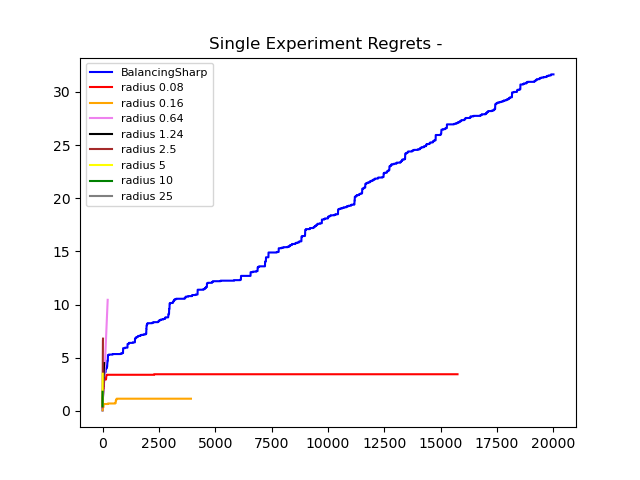 Single Experiment Regrets -
BalancingSharp
radius 0.08
radius 0.16
radius 0.64
radius 1.24
radius 2.5
radius 5
radius 10
radius 25
30
25
20
15
10
5
0
0 2500 5000 7500 10000 12500 15000 17500 20000